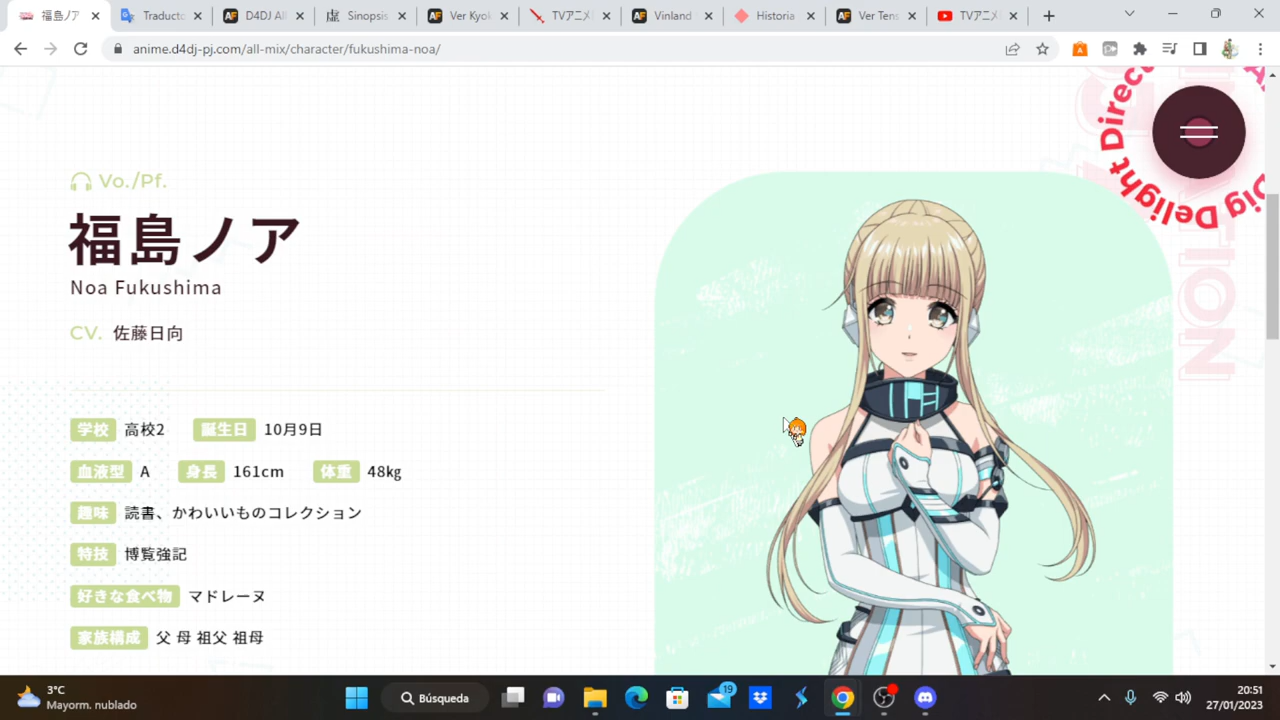 福島ノア
Traducto
D4DJ All
虚 Sinopsis
Ver Kyok
TVアニメ
Vinland
Historia
Ver Tens
TVアニメ
anime.d4dj-pj.com/all-mix/character/fukushima-noa/
Dig Delight Direc
ATION
Vo./Pf.
福島ノア
Noa Fukushima
CV. 佐藤日向
学校 高校2 誕生日 10月9日
血液型 A 身長 161cm 体重 48kg
趣味 読書、かわいいものコレクション
特技 博覧強記
好きな食べ物 マドレーヌ
家族構成 父 母 祖父 祖母
3°C
Mayorm. nublado
Búsqueda
19
20:51
27/01/2023